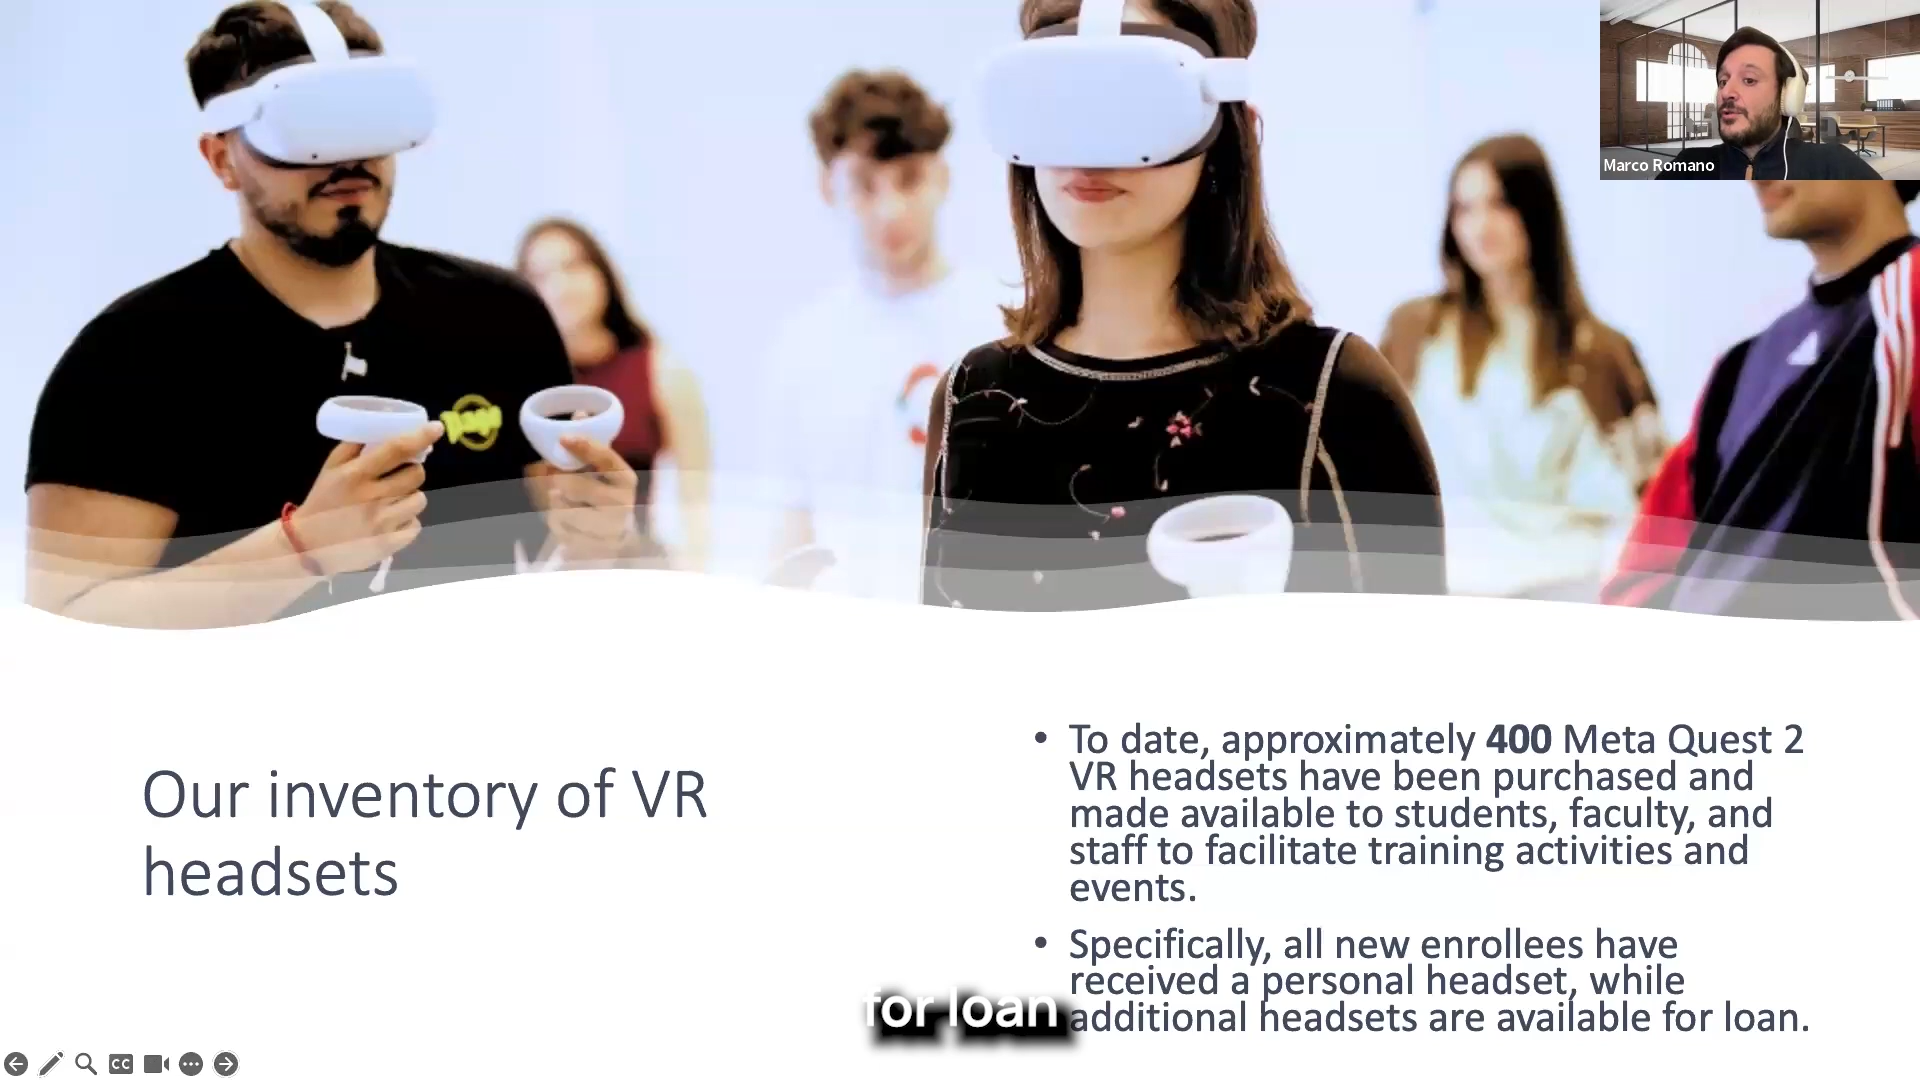 Marco Romano
Our inventory of VR
headsets
• To date, approximately 400 Meta Quest 2
VR headsets have been purchased and
made available to students, faculty, and
staff to facilitate training activities and
events.
• Specifically, all new enrollees have
received a personal headset, while
additional headsets are available for loan.
for loan
CC